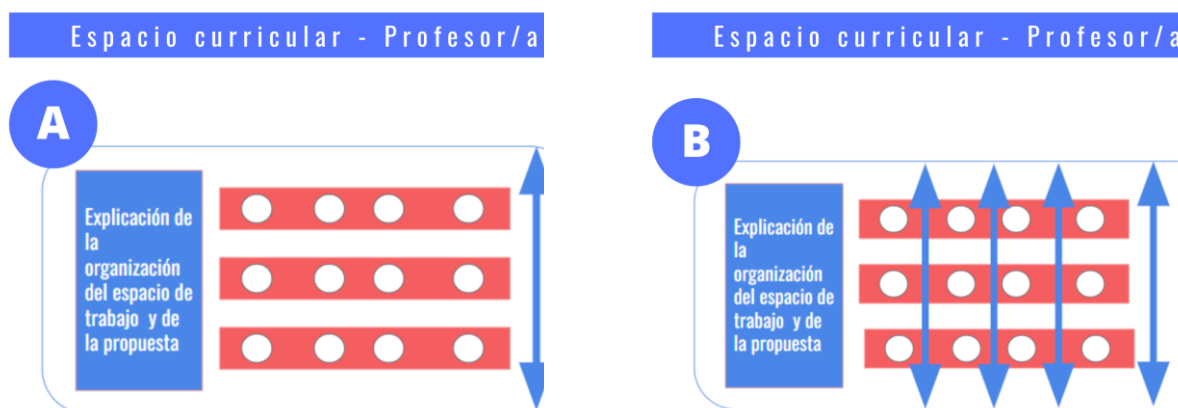 Espacio curricular - Profesor/a
A
Explicación de
la
organización
del espacio de
trabajo y de
la propuesta
Espacio curricular - Profesor/a
B
Explicación de
la
organización
del espacio de
trabajo y de
la propuesta